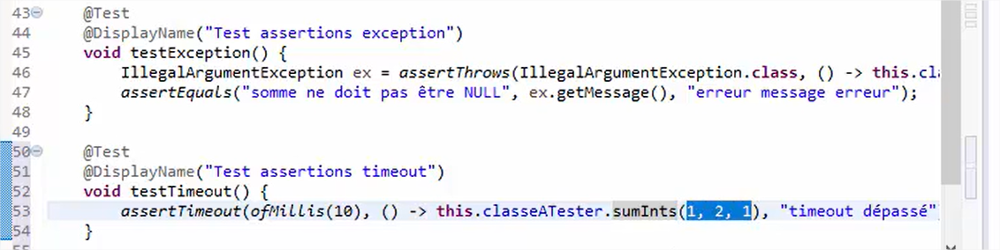 43 @Test
44 @DisplayName("Test assertions exception")
45 void testException() {
46 IllegalArgumentException ex = assertThrows(IllegalArgumentException.class, () -> this.cla
47 assertEquals("somme ne doit pas être NULL", ex.getMessage(), "erreur message erreur");
48 }
49
50 @Test
51 @DisplayName("Test assertions timeout")
52 void testTimeout() {
53 assertTimeout(ofMillis(10), () -> this.classeATester.sumInts(1, 2, 1), "timeout dépassé"
54 }